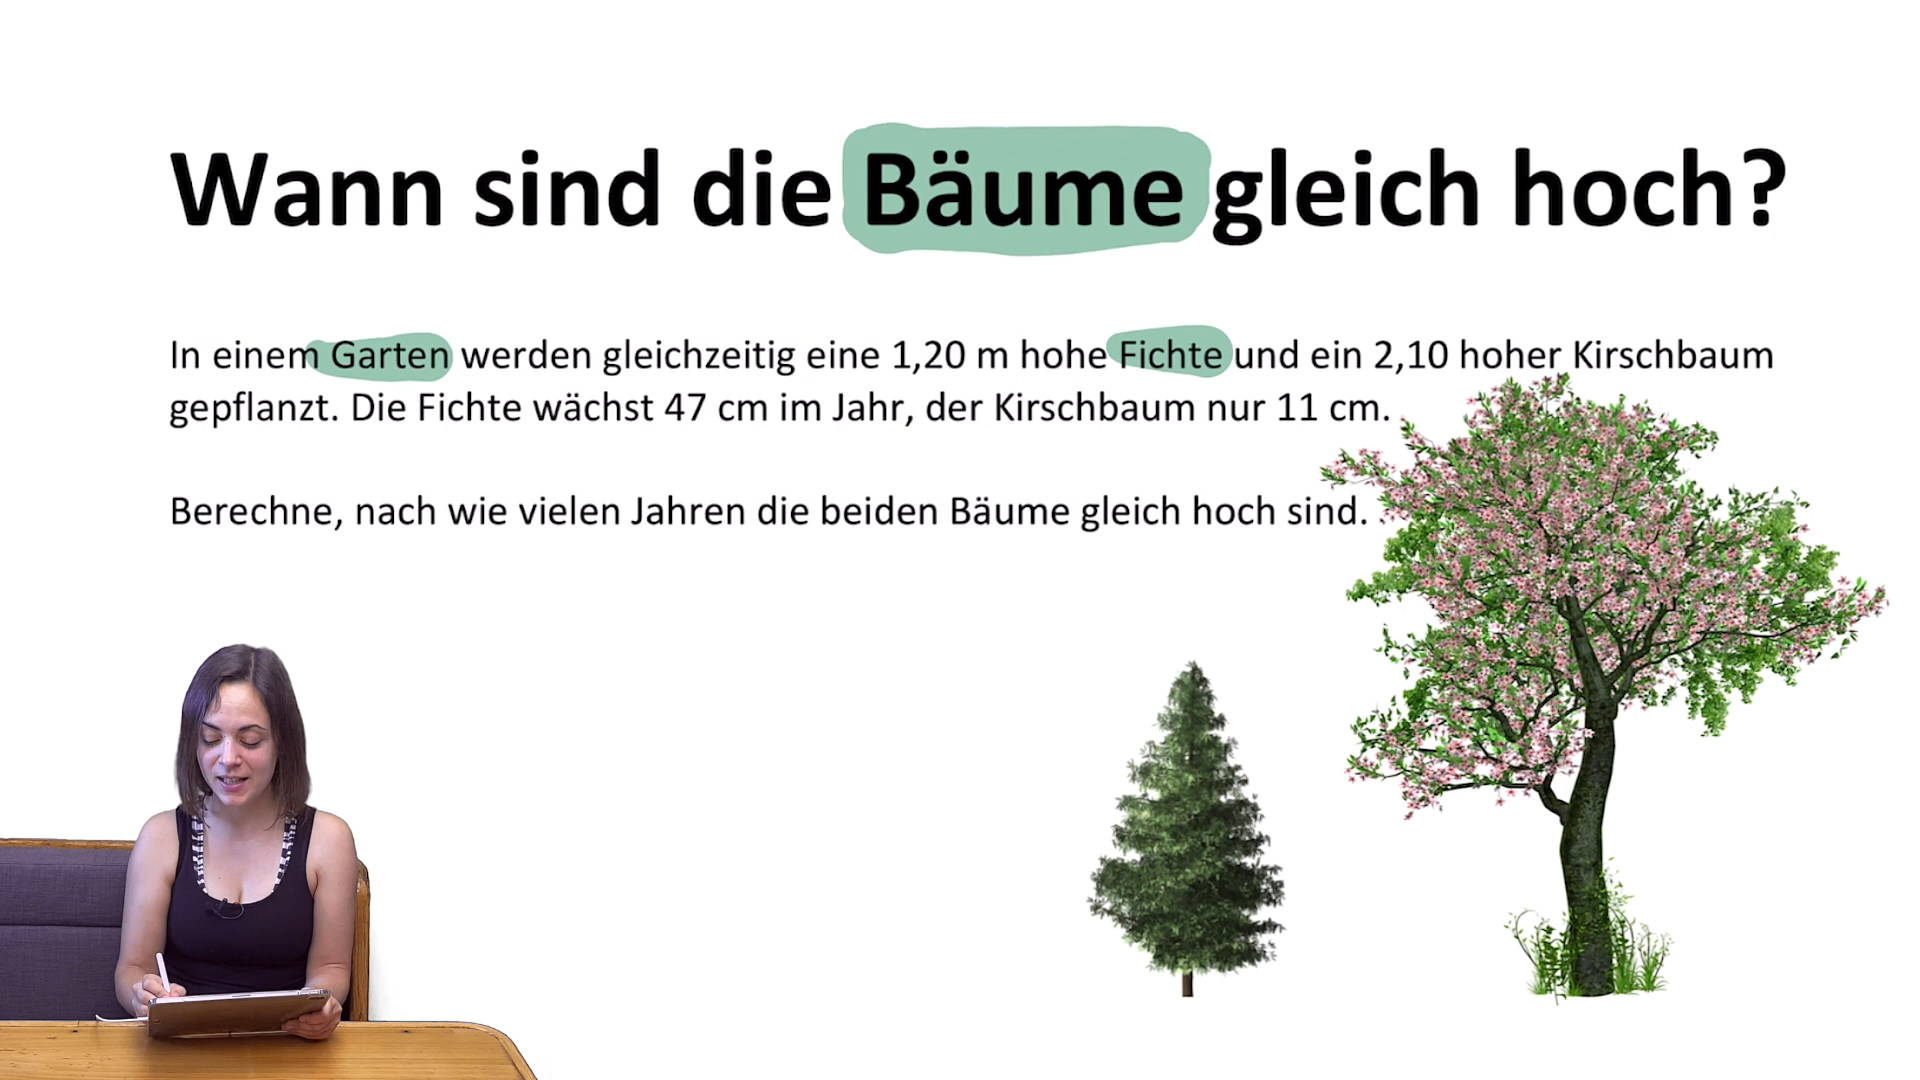 Wann sind die Bäume gleich hoch?
In einem Garten werden gleichzeitig eine 1,20 m hohe Fichte und ein 2,10 hoher Kirschbaum
gepflanzt. Die Fichte wächst 47 cm im Jahr, der Kirschbaum nur 11 cm.
Berechne, nach wie vielen Jahren die beiden Bäume gleich hoch sind.